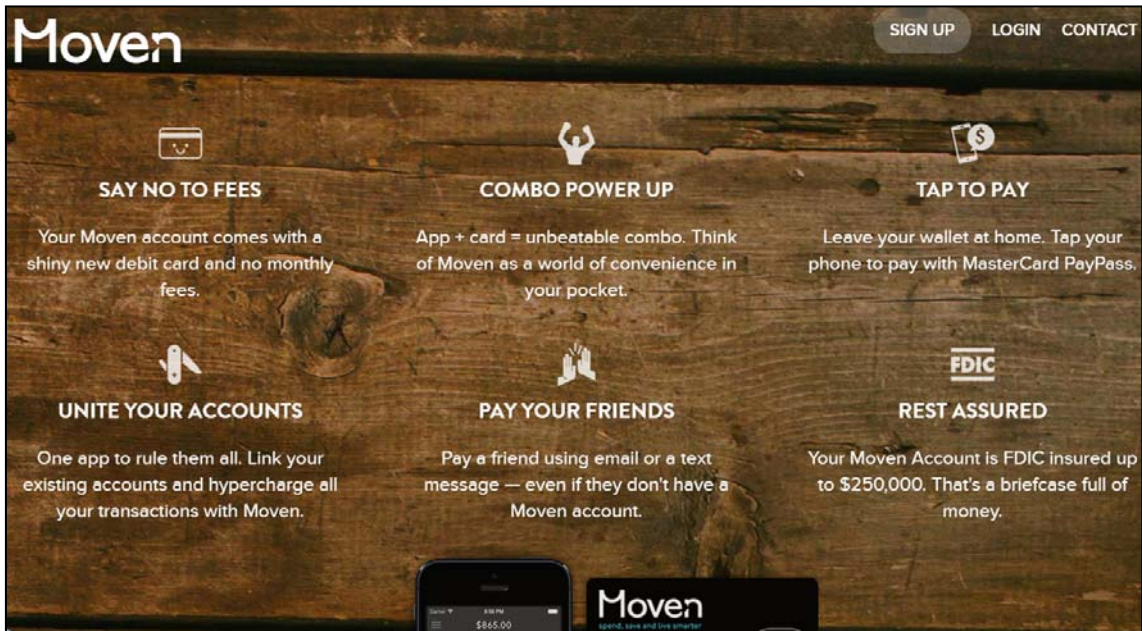 Moven
SIGN UP
LOGIN
CONTACT
SAY NO TO FEES
Your Moven account comes with a
shiny new debit card and no monthly
fees.
COMBO POWER UP
App + card = unbeatable combo. Think
of Moven as a world of convenience in
your pocket.
$
TAP TO PAY
Leave your wallet at home. Tap your
phone to pay with MasterCard PayPass.
UNITE YOUR ACCOUNTS
One app to rule them all. Link your
existing accounts and hypercharge all
your transactions with Moven.
PAY YOUR FRIENDS
Pay a friend using email or a text
message — even if they don't have a
Moven account.
FDIC
REST ASSURED
Your Moven Account is FDIC insured up
to $250,000. That's a briefcase full of
money.
$865.00
Moven
spend, save and live smarter